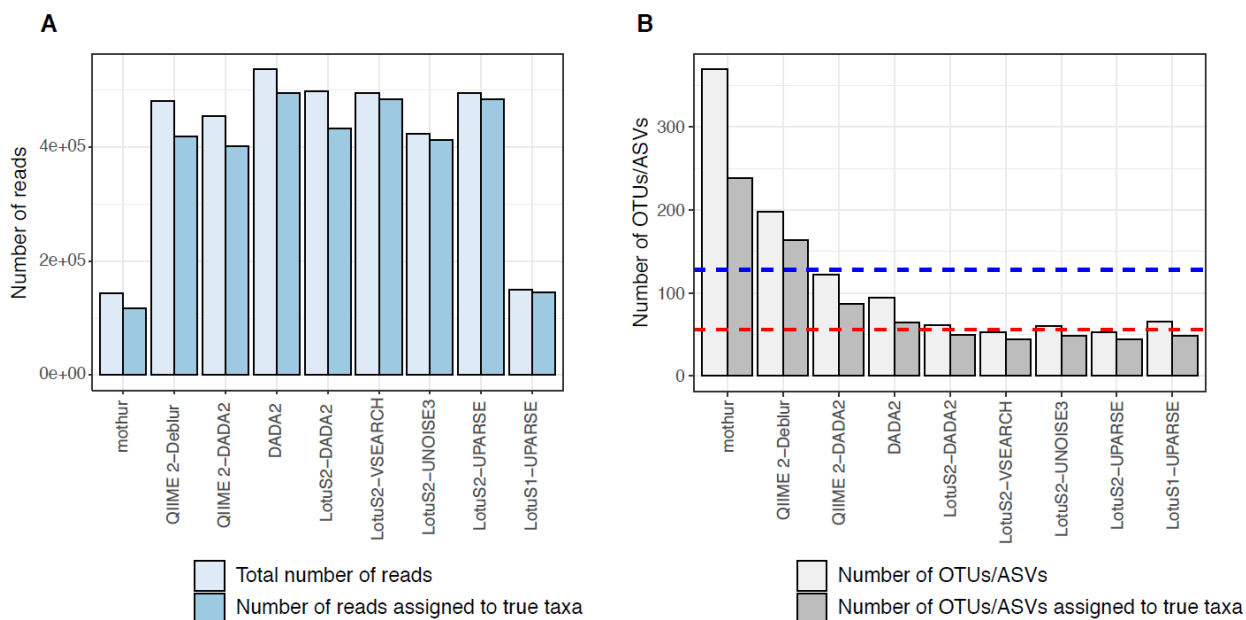 A
Number of reads
4e+05
2e+05
0e+00
mothur
QIIME 2−Deblur
QIIME 2−DADA2
DADA2
LotuS2−DADA2
LotuS2−VSEARCH
LotuS2−UNOISE3
LotuS2−UPARSE
LotuS1−UPARSE
Total number of reads
Number of reads assigned to true taxa
B
Number of OTUs/ASVs
300
200
100
0
mothur
QIIME 2−Deblur
QIIME 2−DADA2
DADA2
LotuS2−DADA2
LotuS2−VSEARCH
LotuS2−UNOISE3
LotuS2−UPARSE
LotuS1−UPARSE
Number of OTUs/ASVs
Number of OTUs/ASVs assigned to true taxa